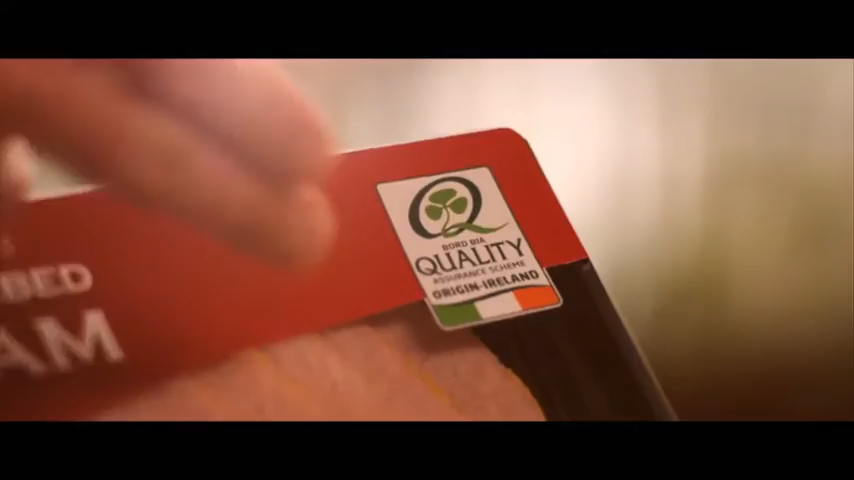 BORD BIA
QUALITY
ASSURANCE SCHEME
ORIGIN-IRELAND
BED
AM